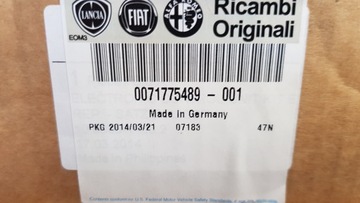 LANCIA FIAT ALFA ROMEO Ricambi
EOM3 Originali
0071775489 - 001
Made in Germany
PKG 2014/03/21 07183 47N